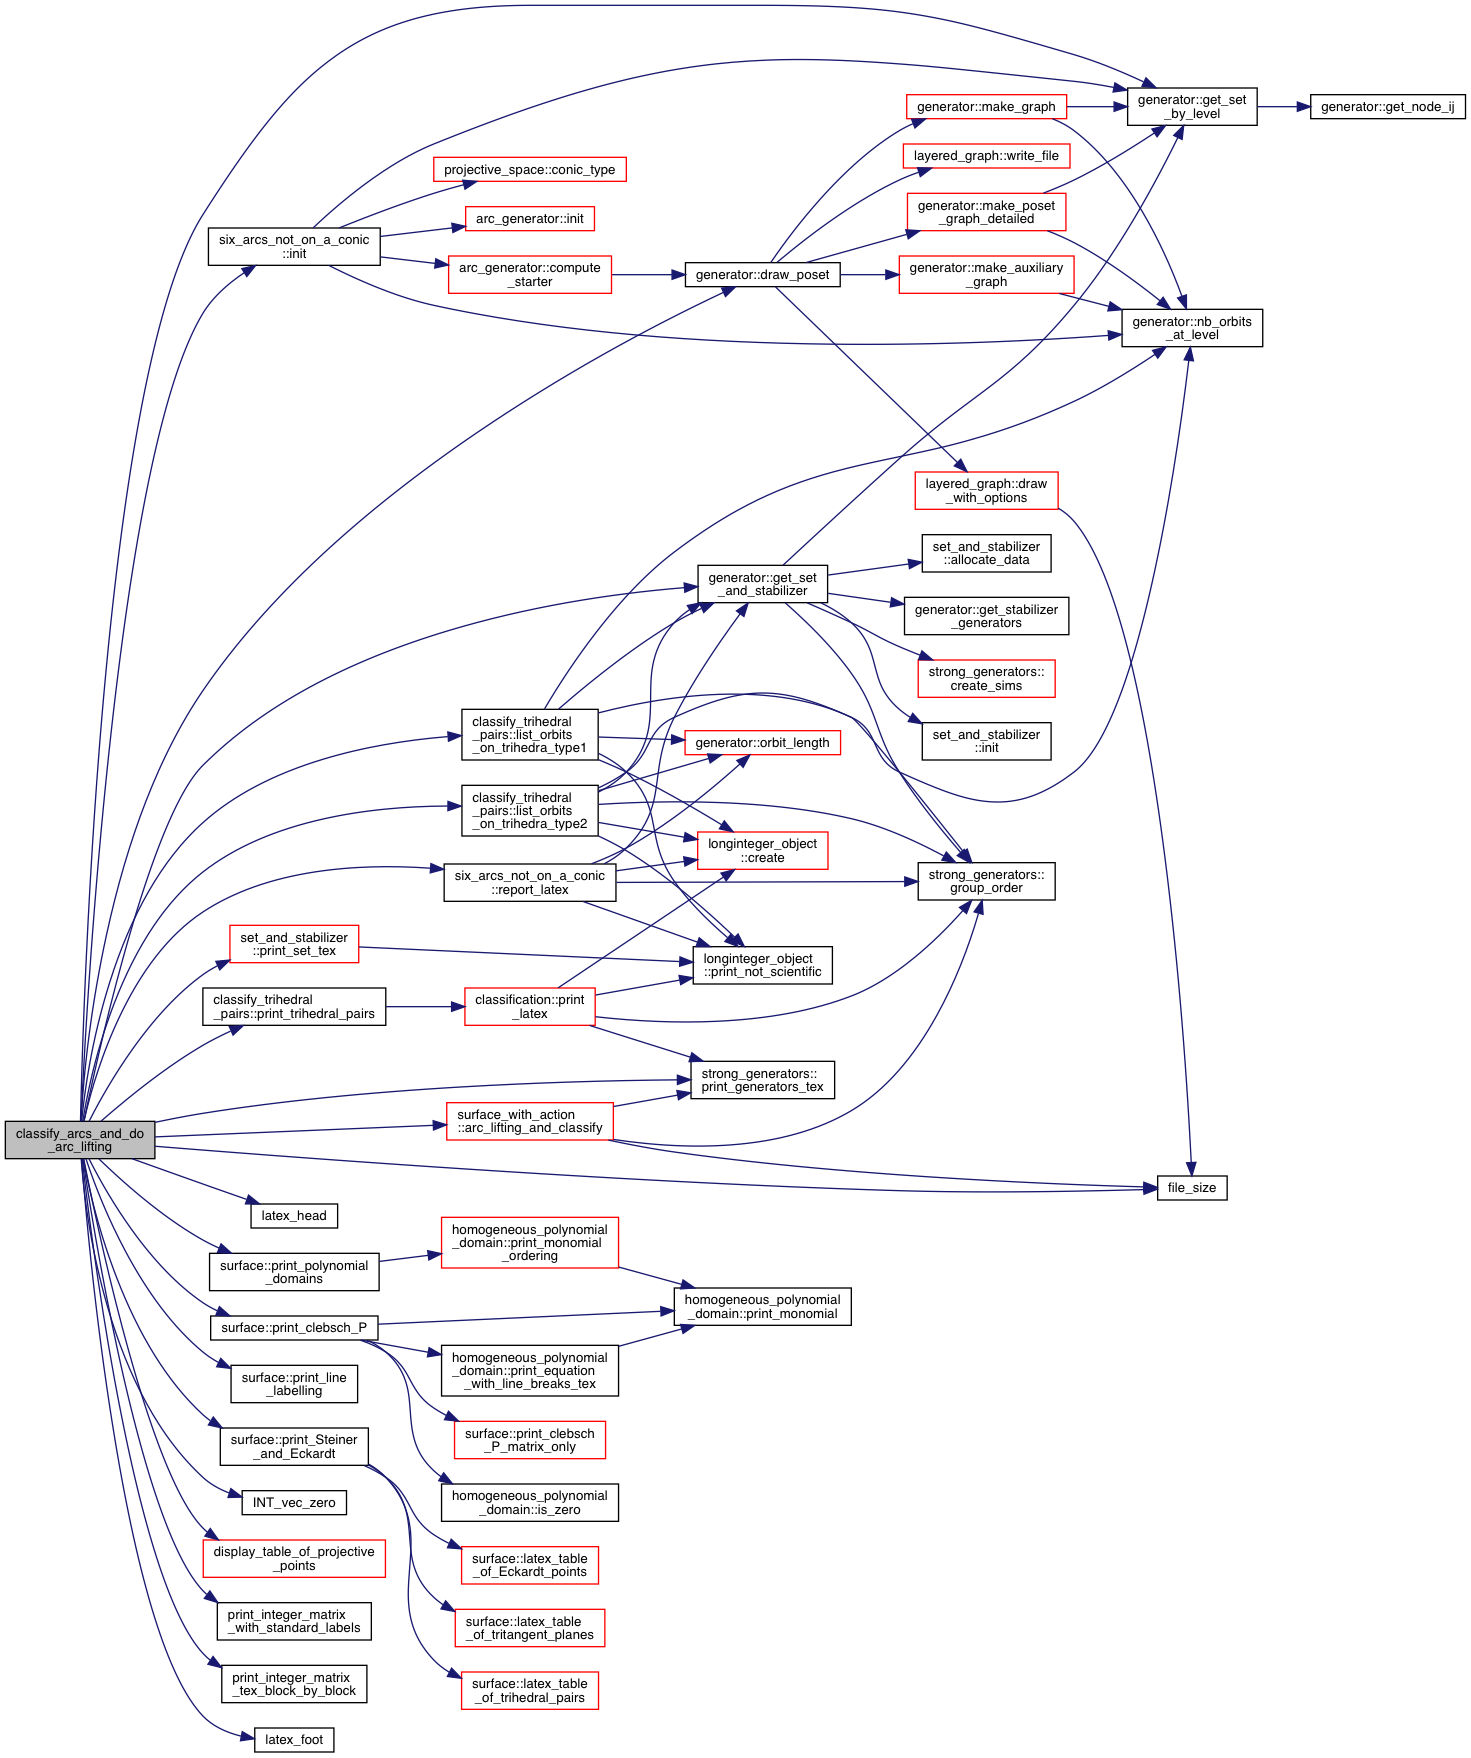 classify_arcs_and_do
_arc_lifting
six_arcs_not_on_a_conic
::init
projective_space::conic_type
arc_generator::init
arc_generator::compute
_starter
generator::draw_poset
generator::make_graph
layered_graph::write_file
generator::make_poset
_graph_detailed
generator::make_auxiliary
_graph
generator::get_set
_by_level
generator::get_node_ij
generator::nb_orbits
_at_level
layered_graph::draw
_with_options
generator::get_set
_and_stabilizer
set_and_stabilizer
::allocate_data
generator::get_stabilizer
_generators
strong_generators::
create_sims
set_and_stabilizer
::init
classify_trihedral
_pairs::list_orbits
_on_trihedra_type1
generator::orbit_length
classify_trihedral
_pairs::list_orbits
_on_trihedra_type2
longinteger_object
::create
six_arcs_not_on_a_conic
::report_latex
strong_generators::
group_order
set_and_stabilizer
::print_set_tex
longinteger_object
::print_not_scientific
classify_trihedral
_pairs::print_trihedral_pairs
classification::print
_latex
strong_generators::
print_generators_tex
surface_with_action
::arc_lifting_and_classify
file_size
latex_head
surface::print_polynomial
_domains
homogeneous_polynomial
_domain::print_monomial
_ordering
homogeneous_polynomial
_domain::print_monomial
surface::print_clebsch_P
homogeneous_polynomial
_domain::print_equation
_with_line_breaks_tex
surface::print_line
_labelling
surface::print_clebsch
_P_matrix_only
surface::print_Steiner
_and_Eckardt
homogeneous_polynomial
_domain::is_zero
INT_vec_zero
display_table_of_projective
_points
surface::latex_table
_of_Eckardt_points
print_integer_matrix
_with_standard_labels
surface::latex_table
_of_tritangent_planes
print_integer_matrix
_tex_block_by_block
surface::latex_table
_of_trihedral_pairs
latex_foot